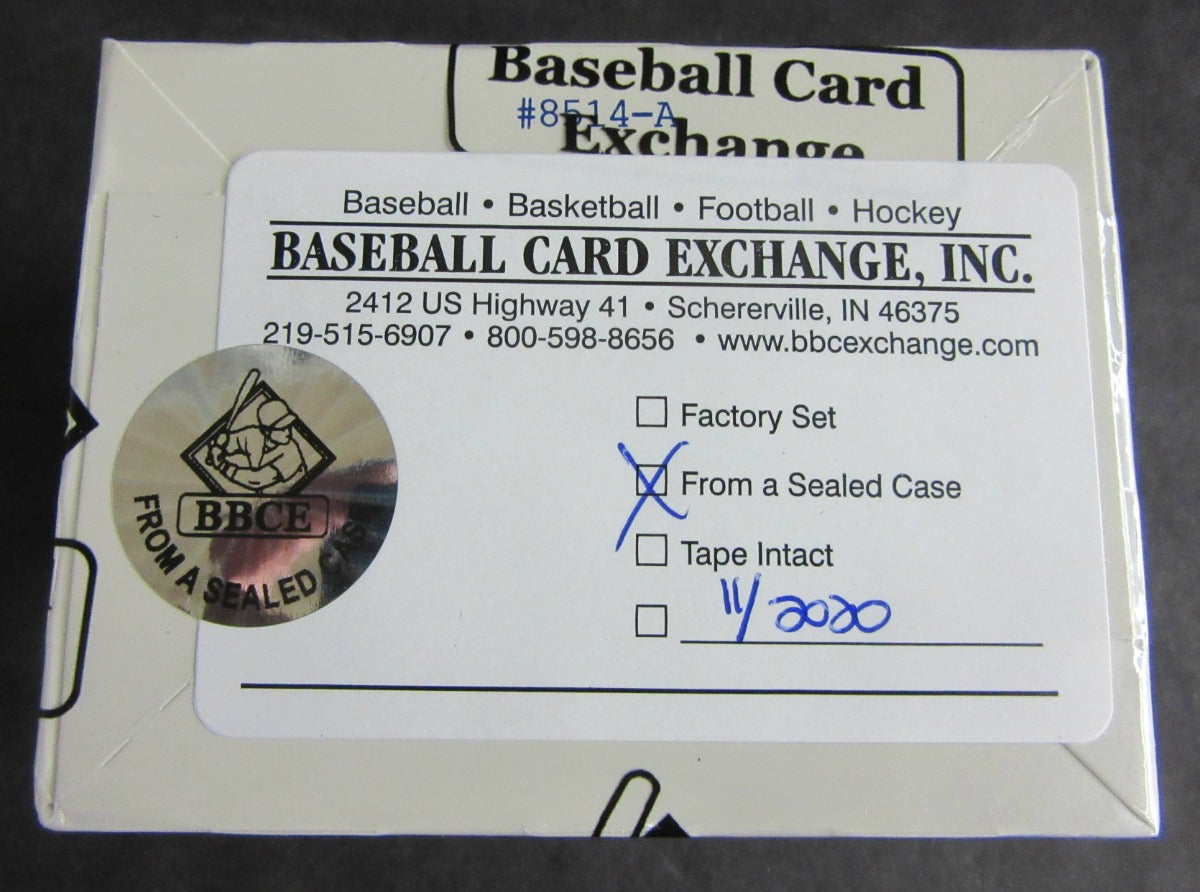 Baseball Card
#8514-A
Exchange
Baseball • Basketball • Football • Hockey
BASEBALL CARD EXCHANGE, INC.
2412 US Highway 41 • Schererville, IN 46375
219-515-6907 • 800-598-8656 • www.bbcexchange.com
Factory Set
X From a Sealed Case
Tape Intact
11/2020
BBCE
FROM A SEALED CASE